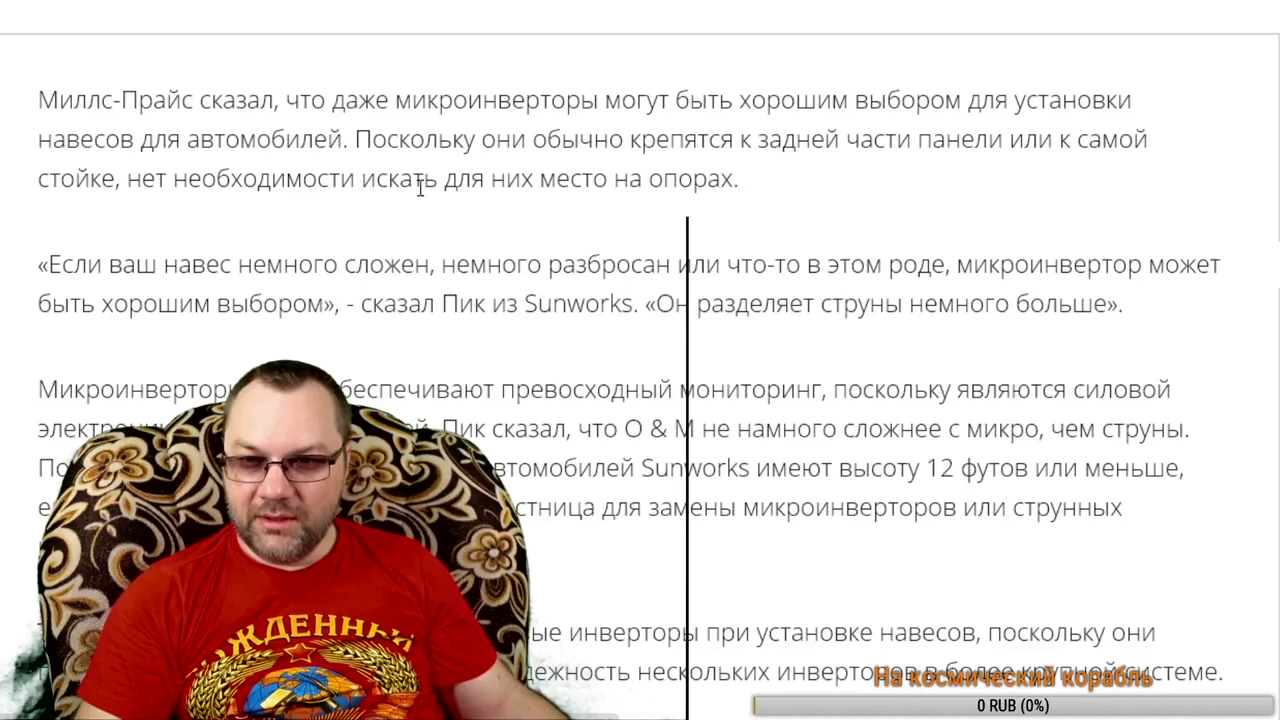 Миллс-Прайс сказал, что даже микроинверторы могут быть хорошим выбором для установки
навесов для автомобилей. Поскольку они обычно крепятся к задней части панели или к самой
стойке, нет необходимости искать для них место на опорах.
«Если ваш навес немного сложен, немного разбросан или что-то в этом роде, микроинвертор может
быть хорошим выбором», - сказал Пик из Sunworks. «Он разделяет струны немного больше».
Микроинверторы обеспечивают превосходный мониторинг, поскольку являются силовой
Пик сказал, что O & M не намного сложнее с микро, чем струны.
автомобилей Sunworks имеют высоту 12 футов или меньше,
для замены микроинверторов или струнных
инверторы при установке навесов, поскольку они
нескольких инверторов в более крупной системе.
РОЖДЕННЫЙ
На космический корабль
0 RUB (0%)